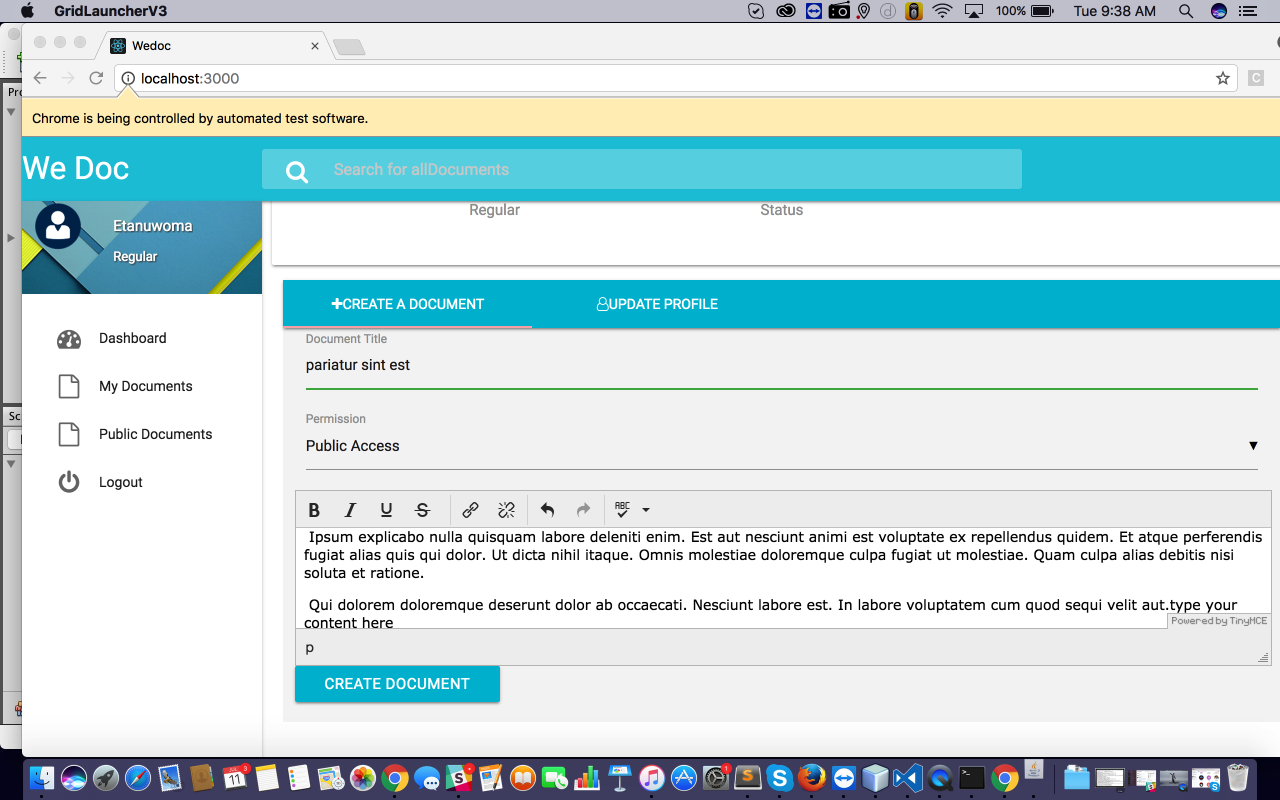 GridLauncherV3
100%
Tue 9:38 AM
Wedoc
localhost:3000
C
Chrome is being controlled by automated test software.
We Doc
Search for allDocuments
Etanuwoma
Regular
Regular
Status
CREATE A DOCUMENT
UPDATE PROFILE
Dashboard
My Documents
Public Documents
Logout
Document Title
pariatur sint est
Permission
Public Access
B I U S ABC
Ipsum explicabo nulla quisquam labore deleniti enim. Est aut nesciunt animi est voluptate ex repellendus quidem. Et atque perferendis
fugiat alias quis qui dolor. Ut dicta nihil itaque. Omnis molestiae doloremque culpa fugiat ut molestiae. Quam culpa alias debitis nisi
soluta et ratione.
Qui dolorem doloremque deserunt dolor ab occaecati. Nesciunt labore est. In labore voluptatem cum quod sequi velit aut.type your
content here
Powered by TinyMCE
p
CREATE DOCUMENT